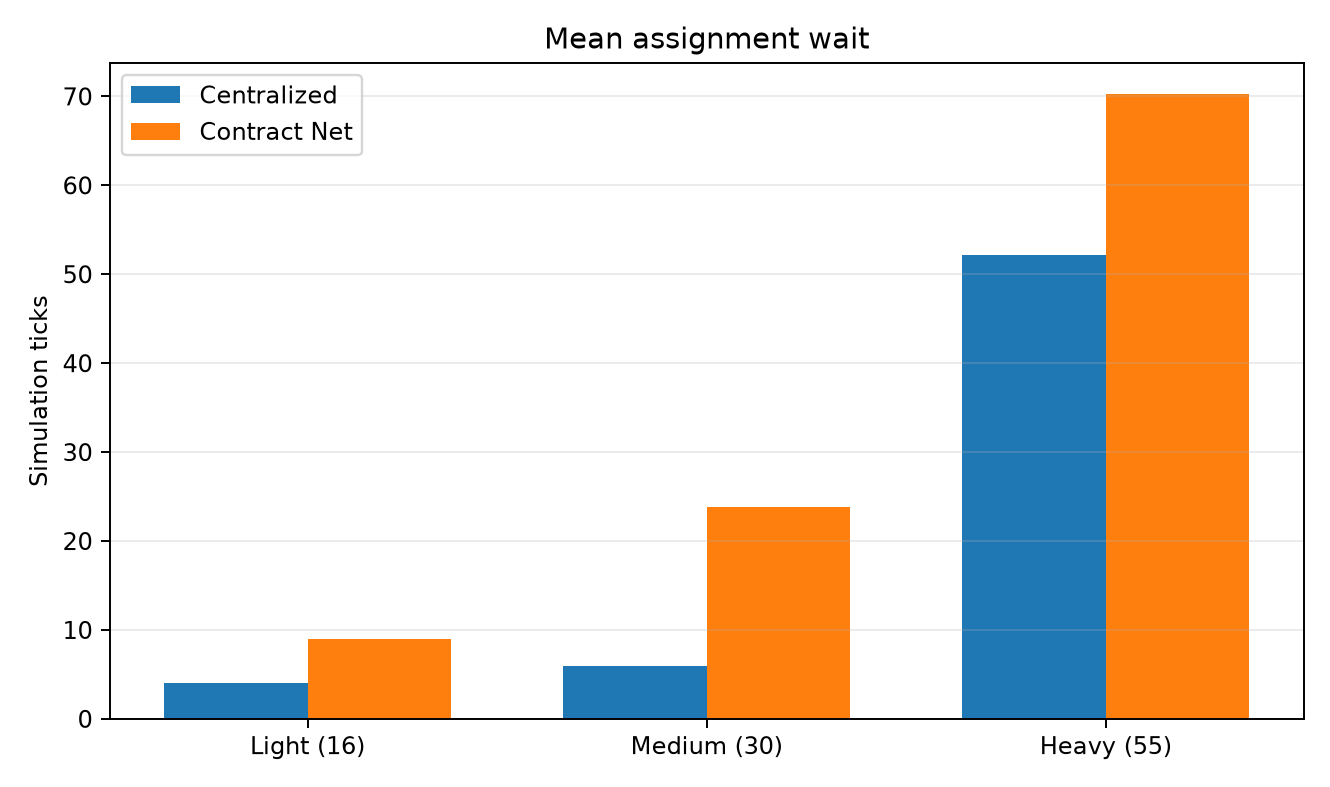 Mean assignment wait
Centralized
Contract Net
Simulation ticks
70
60
50
40
30
20
10
0
Light (16)
Medium (30)
Heavy (55)